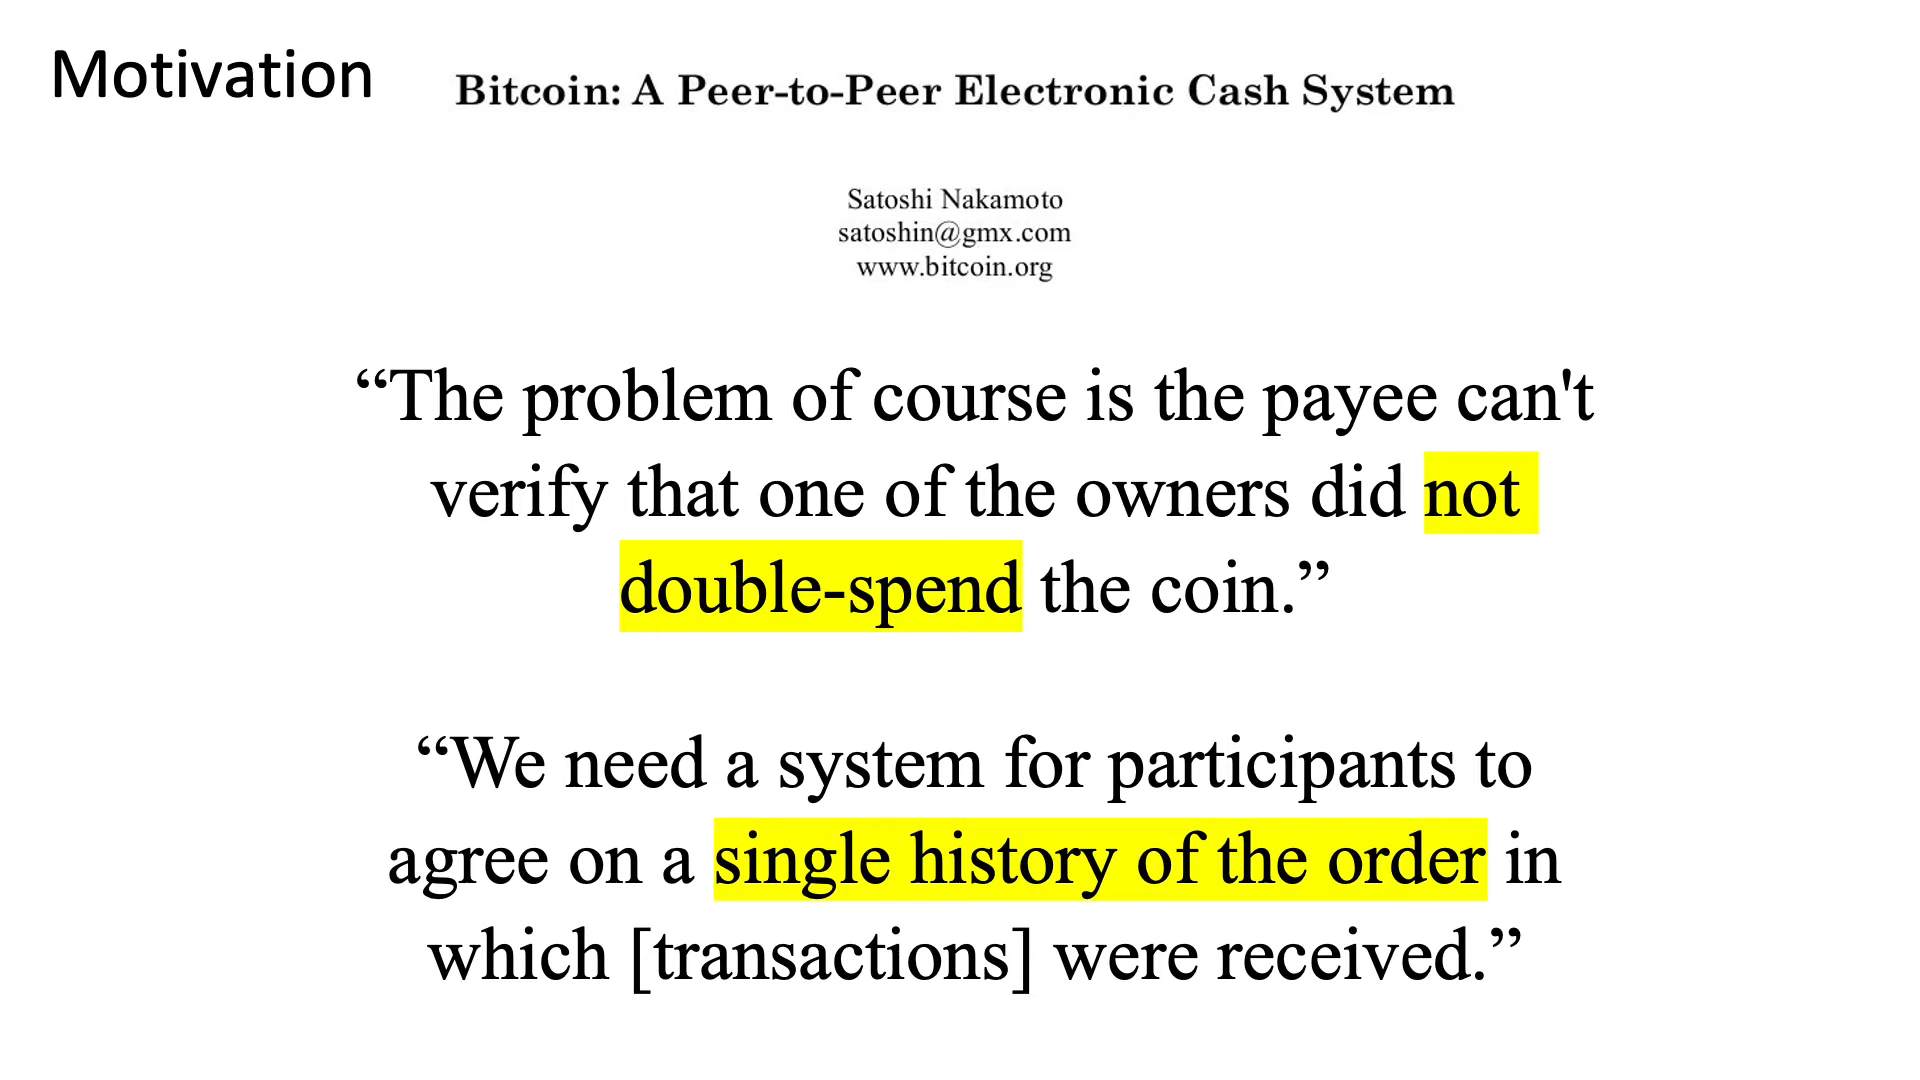 Motivation
Bitcoin: A Peer-to-Peer Electronic Cash System
Satoshi Nakamoto
satoshin@gmx.com
www.bitcoin.org
“The problem of course is the payee can't
verify that one of the owners did not
double-spend the coin.”
“We need a system for participants to
agree on a single history of the order in
which [transactions] were received.”